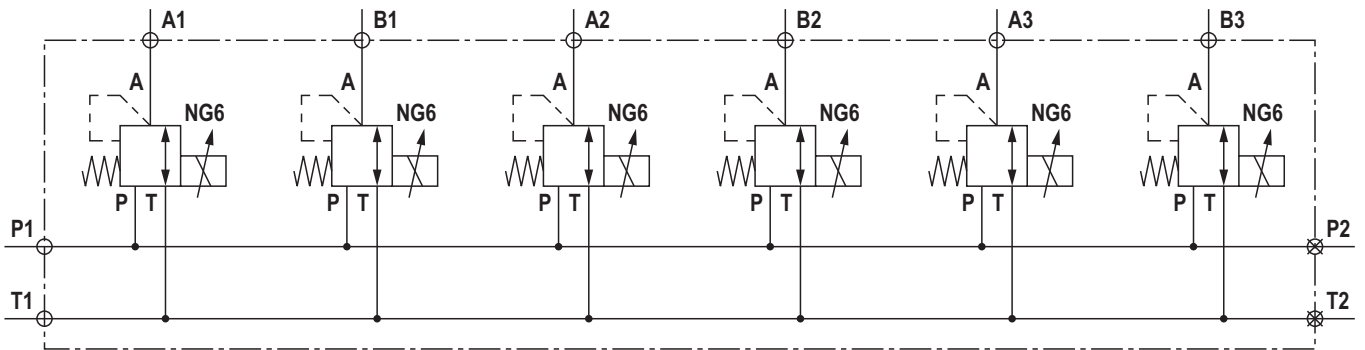 A1 B1 A2 B2 A3 B3
A A A A A A
NG6 NG6 NG6 NG6 NG6 NG6
P T P T P T P T P T P T
P1 P2
T1 T2